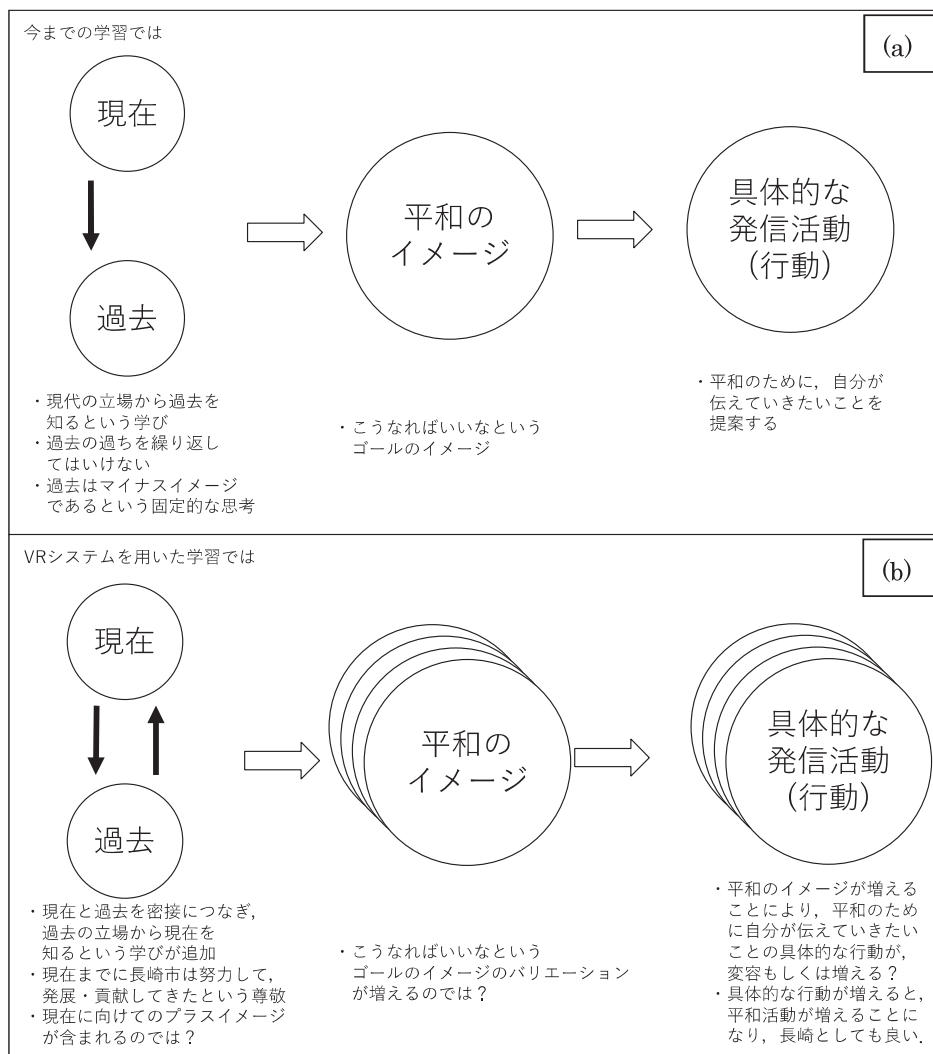 今までの学習では
(a)
現在
過去
・現代の立場から過去を
知るという学び
・過去の過ちを繰り返し
てはいけない
・過去はマイナスイメージ
であるという固定的な思考
平和の
イメージ
・こうなればいいなという
ゴールのイメージ
具体的な
発信活動
(行動)
・平和のために，自分が
伝えていきたいことを
提案する
VRシステムを用いた学習では
(b)
現在
過去
・現在と過去を密接につなぎ，
過去の立場から現在を
知るという学びが追加
・現在までに長崎市は努力して，
発展・貢献してきたという尊敬
・現在に向けてのプラスイメージ
が含まれるのでは？
平和の
イメージ
・こうなればいいなという
ゴールのイメージのバリエーション
が増えるのでは？
具体的な
発信活動
(行動)
・平和のイメージが増える
ことにより，平和のため
に自分が伝えていきたい
ことの具体的な行動が，
変容もしくは増える？
・具体的な行動が増えると，
平和活動が増えることに
なり，長崎としても良い．